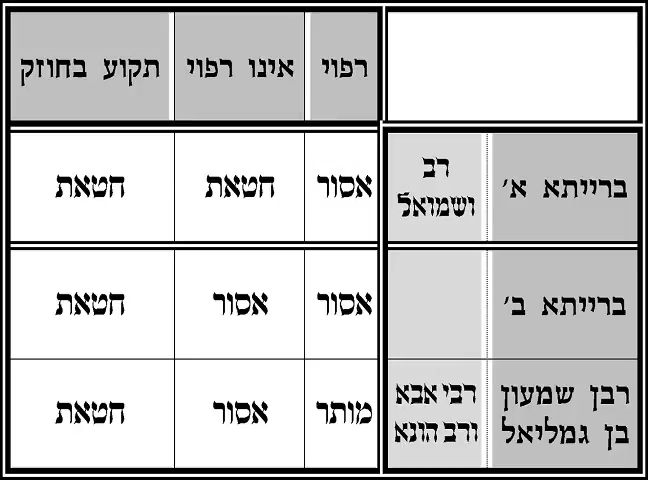 רפוי אינו רפוי תקוע בחוזק
ברייתא א׳ רב ושמואל אסור חטאת חטאת
ברייתא ב׳ אסור אסור חטאת
רבן שמעון בן גמליאל רבי אבא ורב הונא מותר אסור חטאת